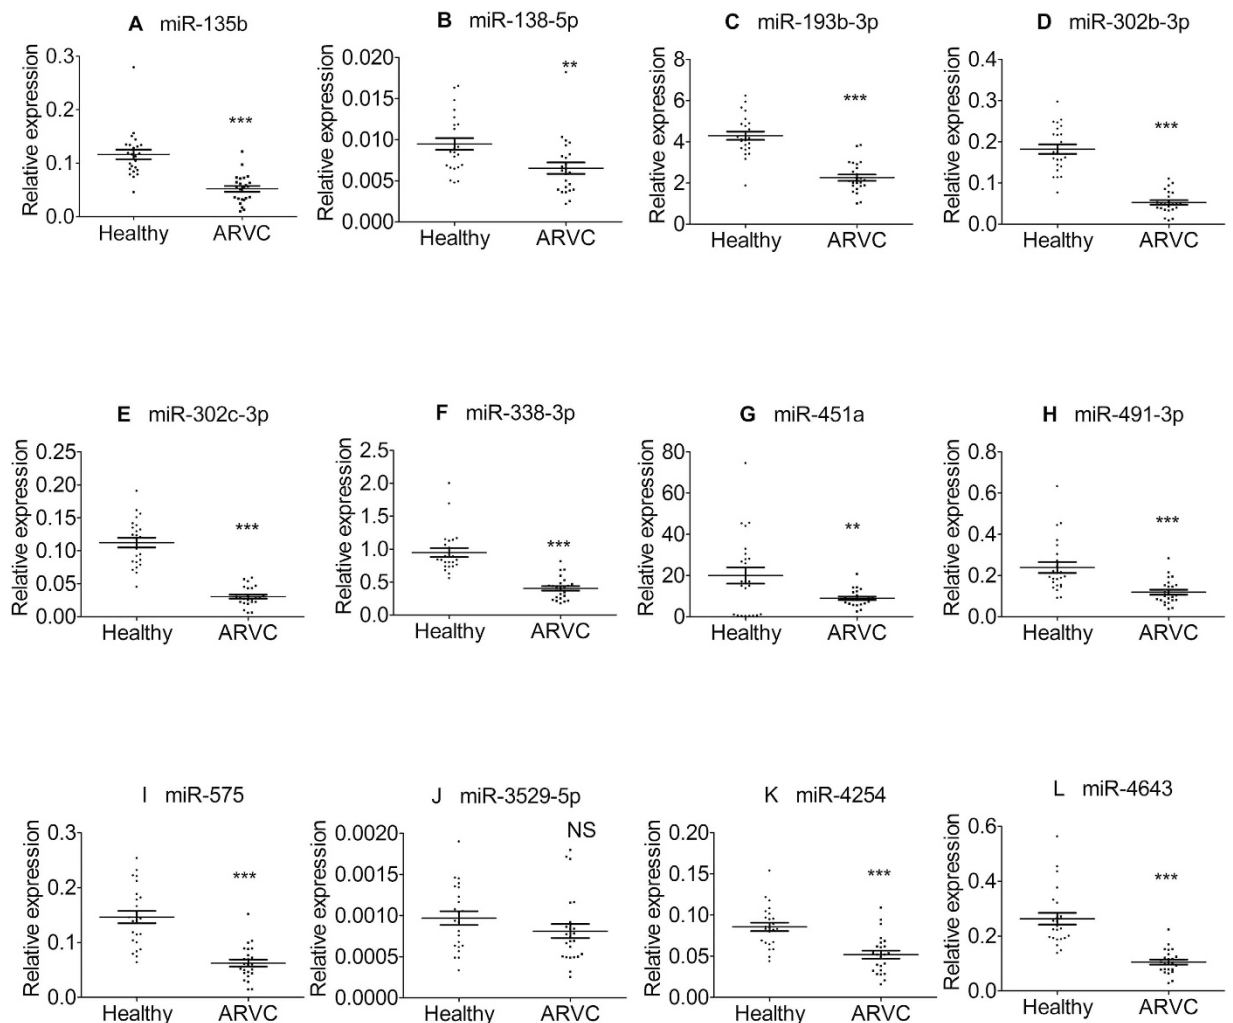 A miR-135b
Relative expression
0.3
0.2
0.1
0.0
***
Healthy ARVC
B miR-138-5p
Relative expression
0.020
0.015
0.010
0.005
0.000
**
Healthy ARVC
C miR-193b-3p
Relative expression
8
6
4
2
0
***
Healthy ARVC
D miR-302b-3p
Relative expression
0.4
0.3
0.2
0.1
0.0
***
Healthy ARVC
E miR-302c-3p
Relative expression
0.25
0.20
0.15
0.10
0.05
0.00
***
Healthy ARVC
F miR-338-3p
Relative expression
2.5
2.0
1.5
1.0
0.5
0.0
***
Healthy ARVC
G miR-451a
Relative expression
80
60
40
20
0
**
Healthy ARVC
H miR-491-3p
Relative expression
0.8
0.6
0.4
0.2
0.0
***
Healthy ARVC
I miR-575
Relative expression
0.3
0.2
0.1
0.0
***
Healthy ARVC
J miR-3529-5p
Relative expression
0.0020
0.0015
0.0010
0.0005
0.0000
NS
Healthy ARVC
K miR-4254
Relative expression
0.20
0.15
0.10
0.05
0.00
***
Healthy ARVC
L miR-4643
Relative expression
0.6
0.4
0.2
0.0
***
Healthy ARVC